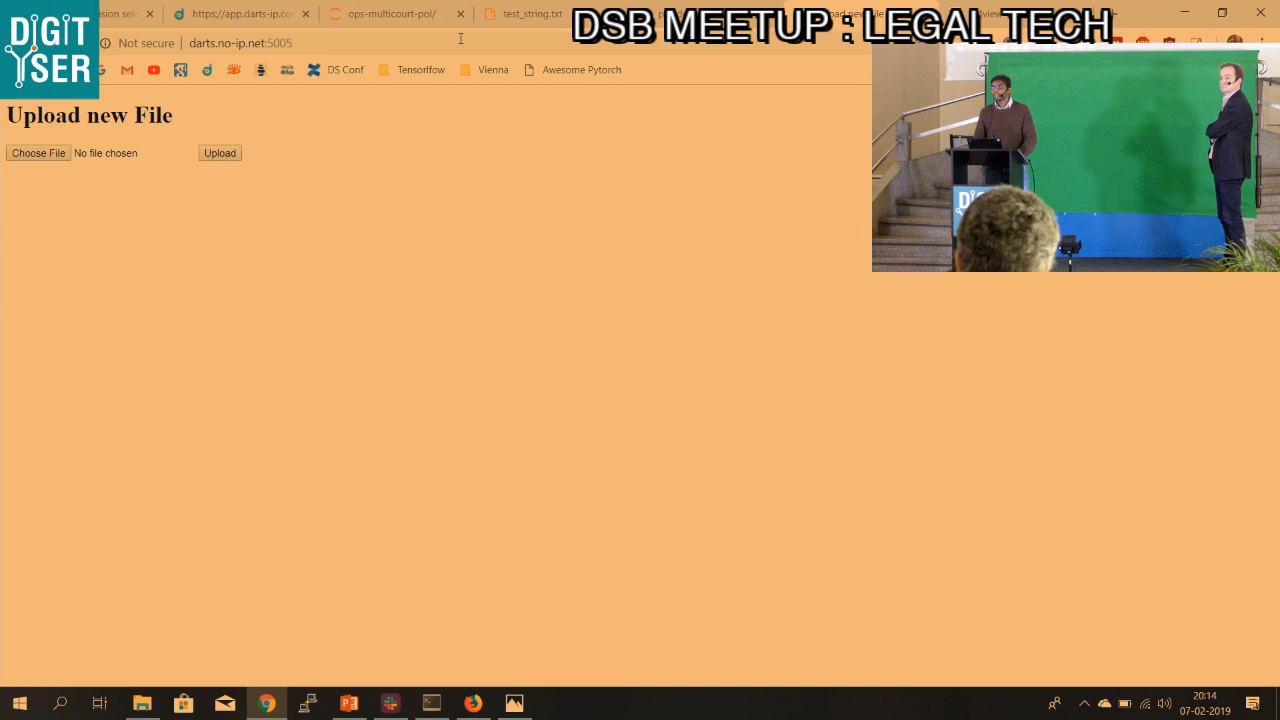 DSB MEETUP : LEGAL TECH
DIGIT
YSER
https://app.darts-ip.co
ops-multicourt-pol/
test_string.txt
Not secure
darts.no-ip.net:5005
DS Conf
Tensorlfow
Vienna
Awesome Pytorch
Upload new File
Choose File
No file chosen
Upload
20:14
07-02-2019